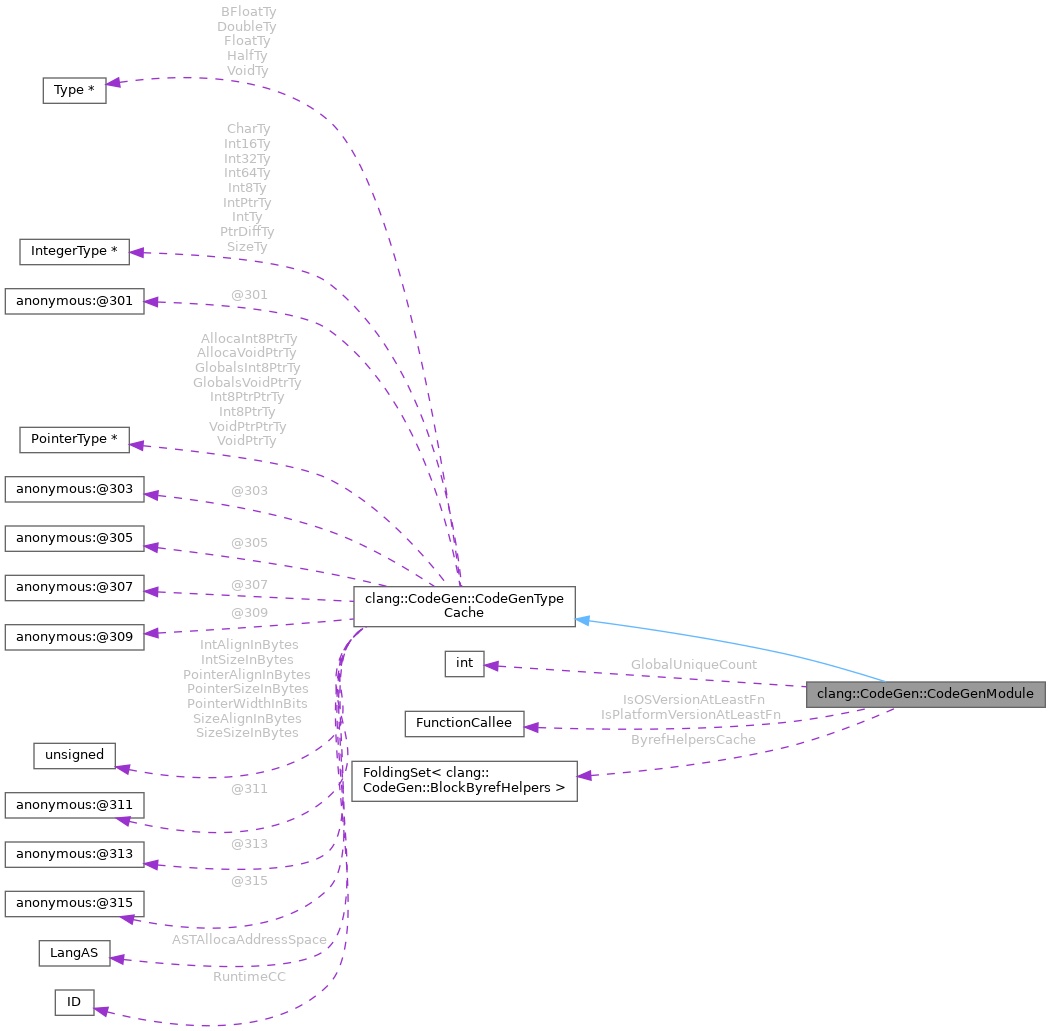 BFloatTy
DoubleTy
FloatTy
HalfTy
VoidTy
Type *
CharTy
Int16Ty
Int32Ty
Int64Ty
Int8Ty
IntPtrTy
IntTy
PtrDiffTy
SizeTy
IntegerType *
@301
anonymous:@301
AllocaInt8PtrTy
AllocaVoidPtrTy
GlobalsInt8PtrTy
GlobalsVoidPtrTy
Int8PtrPtrTy
Int8PtrTy
VoidPtrPtrTy
VoidPtrTy
PointerType *
@303
anonymous:@303
@305
anonymous:@305
@307
anonymous:@307
clang::CodeGen::CodeGenType
Cache
@309
anonymous:@309
IntAlignInBytes
IntSizeInBytes
PointerAlignInBytes
PointerSizeInBytes
PointerWidthInBits
SizeAlignInBytes
SizeSizeInBytes
int
GlobalUniqueCount
clang::CodeGen::CodeGenModule
IsOSVersionAtLeastFn
IsPlatformVersionAtLeastFn
FunctionCallee
ByrefHelpersCache
unsigned
FoldingSet< clang::
CodeGen::BlockByrefHelpers >
@311
anonymous:@311
@313
anonymous:@313
@315
anonymous:@315
ASTAllocaAddressSpace
LangAS
RuntimeCC
ID